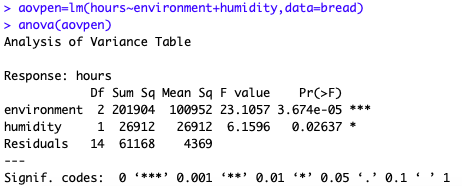 > aovpen=lm(hours~environment+humidity,data=bread)
> anova(aovpen)
Analysis of Variance Table

Response: hours
            Df Sum Sq Mean Sq F value    Pr(>F)
environment  2 201904  100952 23.1057 3.674e-05 ***
humidity     1  26912   26912  6.1596   0.02637 *
Residuals   14  61168    4369
---
Signif. codes:  0 ‘***’ 0.001 ‘**’ 0.01 ‘*’ 0.05 ‘.’ 0.1 ‘ ’ 1